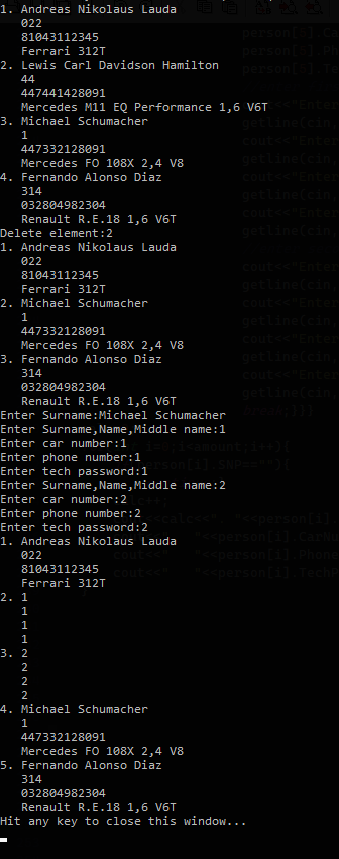 1. Andreas Nikolaus Lauda
022
81043112345
Ferrari 312T
2. Lewis Carl Davidson Hamilton
44
447441428091
Mercedes M11 EQ Performance 1,6 V6T
3. Michael Schumacher
1
447332128091
Mercedes FO 108X 2,4 V8
4. Fernando Alonso Diaz
314
032804982304
Renault R.E.18 1,6 V6T
Delete element:2
1. Andreas Nikolaus Lauda
022
81043112345
Ferrari 312T
2. Michael Schumacher
1
447332128091
Mercedes FO 108X 2,4 V8
3. Fernando Alonso Diaz
314
032804982304
Renault R.E.18 1,6 V6T
Enter Surname:Michael Schumacher
Enter Surname,Name,Middle name:1
Enter car number:1
Enter phone number:1
Enter tech password:1
Enter Surname,Name,Middle name:2
Enter car number:2
Enter phone number:2
Enter tech password:2
1. Andreas Nikolaus Lauda
022
81043112345
Ferrari 312T
2. 1
1
1
1
3. 2
2
2
2
4. Michael Schumacher
1
447332128091
Mercedes FO 108X 2,4 V8
5. Fernando Alonso Diaz
314
032804982304
Renault R.E.18 1,6 V6T
Hit any key to close this window...